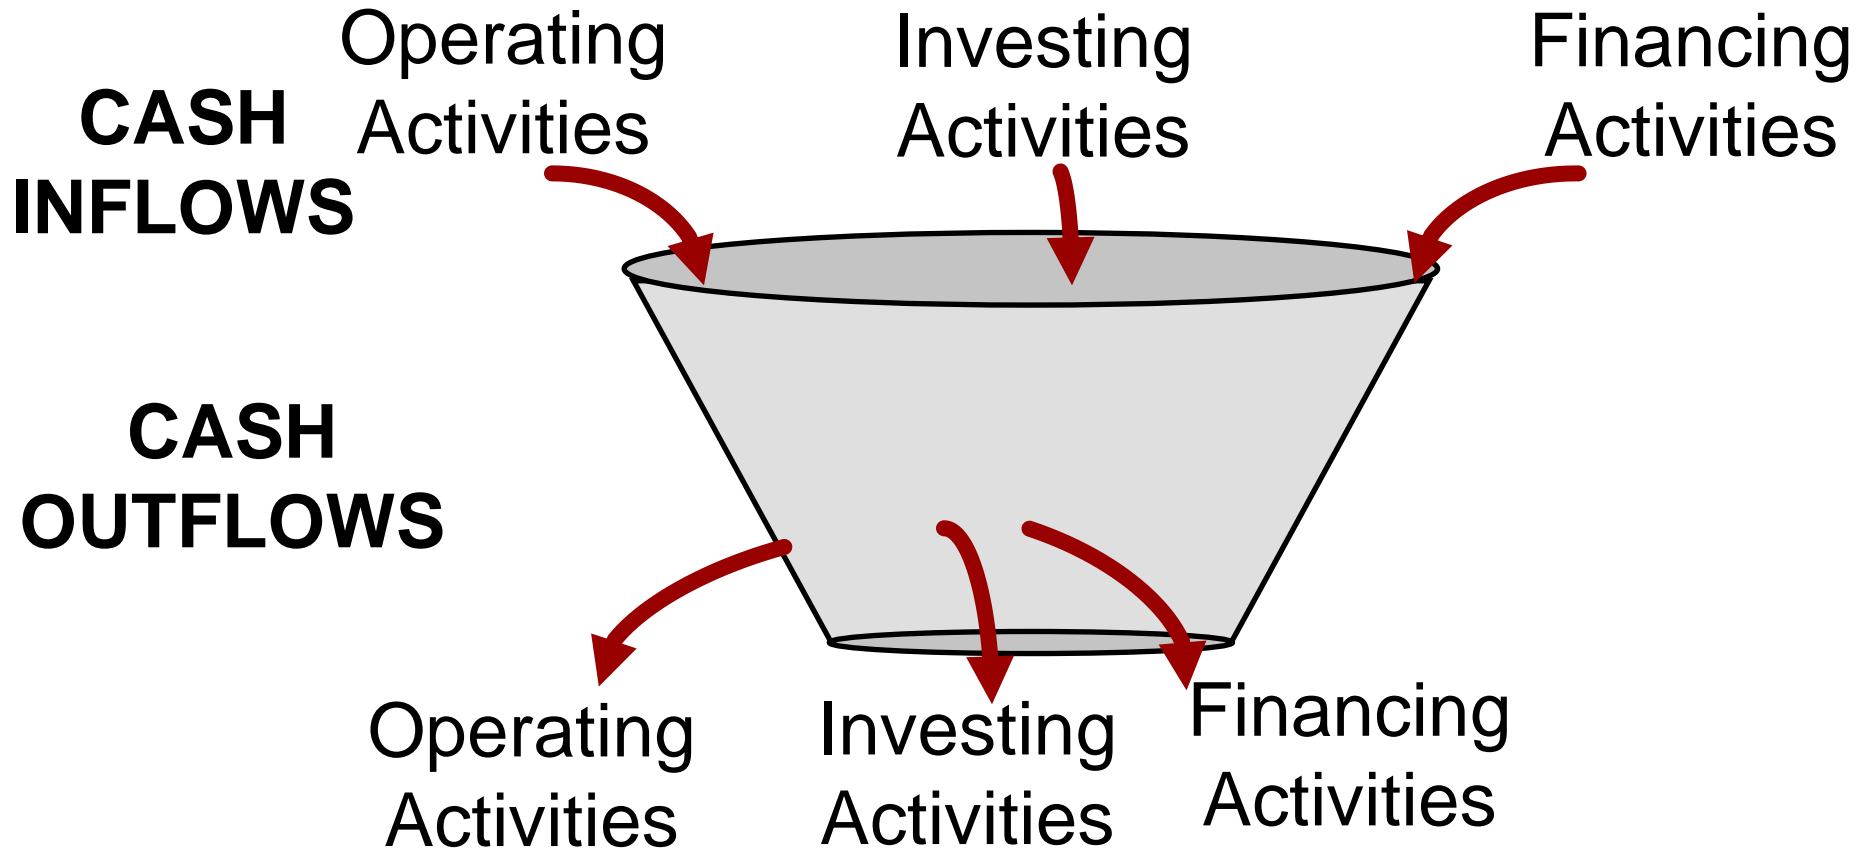 CASH
INFLOWS
Operating
Activities
Investing
Activities
Financing
Activities
CASH
OUTFLOWS
Operating
Activities
Investing
Activities
Financing
Activities